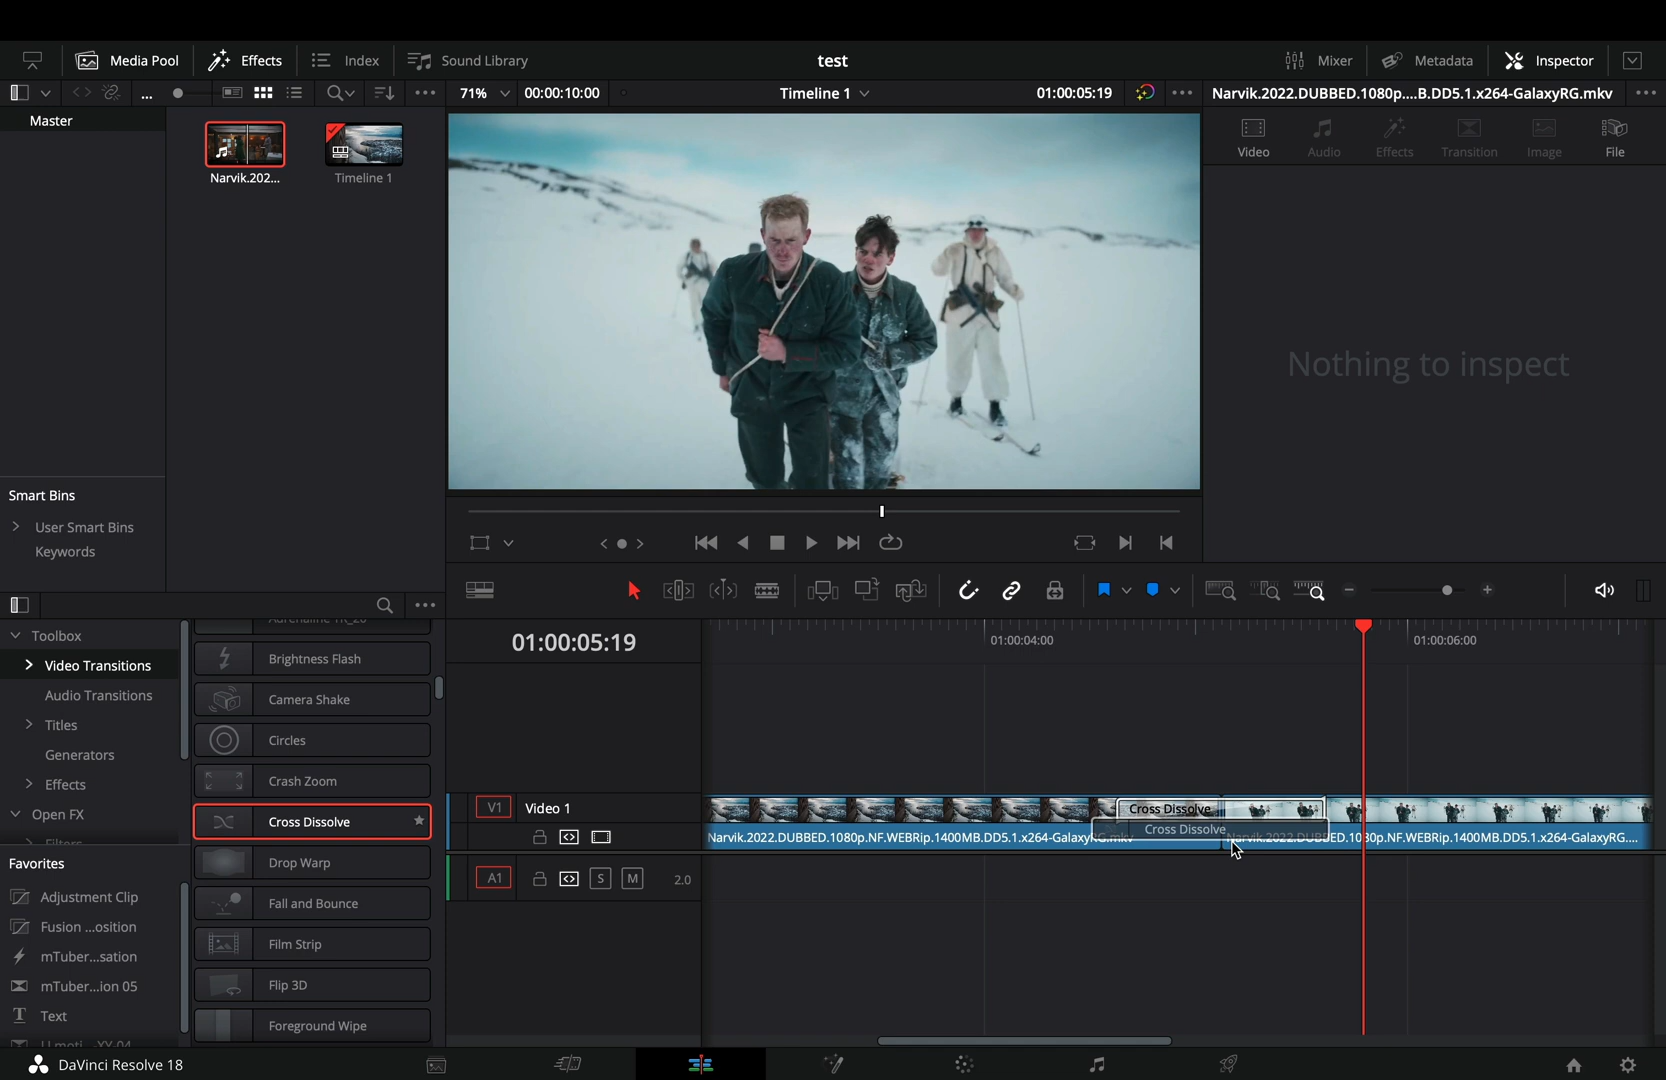 Media Pool
Effects
Index
Sound Library
test
Mixer
Metadata
Inspector
71%
00:00:10:00
Timeline 1
01:00:05:19
Narvik.2022.DUBBED.1080p....B.DD5.1.x264-GalaxyRG.mkv
Master
Narvik.202...
Timeline 1
Video
Audio
Effects
Transition
Image
File
Nothing to inspect
Smart Bins
User Smart Bins
Keywords
Toolbox
Video Transitions
Audio Transitions
Titles
Generators
Effects
Open FX
Filters
Favorites
Adjustment Clip
Fusion ...osition
mTuber...sation
mTuber...ion 05
Text
Brightness Flash
Camera Shake
Circles
Crash Zoom
Cross Dissolve
Drop Warp
Fall and Bounce
Film Strip
Flip 3D
Foreground Wipe
01:00:05:19
01:00:04:00
01:00:06:00
V1
Video 1
Cross Dissolve
Cross Dissolve
Narvik.2022.DUBBED.1080p.NF.WEBRip.1400MB.DD5.1.x264-GalaxyRG.mkv
Narvik.2022.DUBBED.1080p.NF.WEBRip.1400MB.DD5.1.x264-GalaxyRG....
A1
S
M
2.0
DaVinci Resolve 18